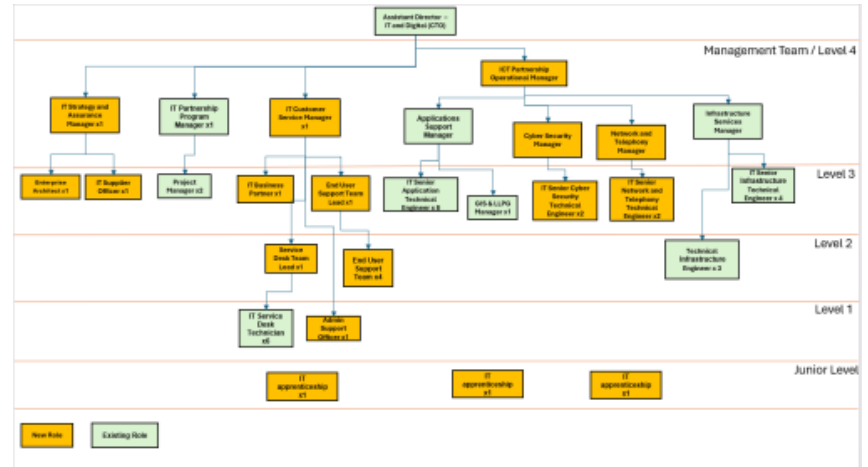 Assistant Director –
IT and Digital (CTO)
Management Team / Level 4
ICT Partnership
Operational Manager
IT Strategy and
Assurance
Manager x1
IT Partnership
Program
Manager x1
IT Customer
Service Manager
x1
Applications
Support
Manager
Cyber Security
Manager
Network and
Telephony
Manager
Infrastructure
Services
Manager
Level 3
Enterprise
Architect x1
IT Supplier
Officer x1
Project
Manager x2
IT Business
Partner x1
End User
Support Team
Lead x1
IT Senior
Application
Technical
Engineer x
GIS & LLPG
Manager x1
IT Senior Cyber
Security
Technical
Engineer x2
IT Senior
Network and
Telephony
Technical
Engineer x2
IT Senior
Infrastructure
Technical
Engineer x 4
Level 2
Service
Desk Team
Lead x1
End User
Support
Team x4
Technical
Infrastructure
Engineer x 3
Level 1
IT Service
Desk
Technician
Admin
Support
Officer x1
Junior Level
IT
apprenticeship
x1
IT
apprenticeship
x1
IT
apprenticeship
x1
New Role
Existing Role